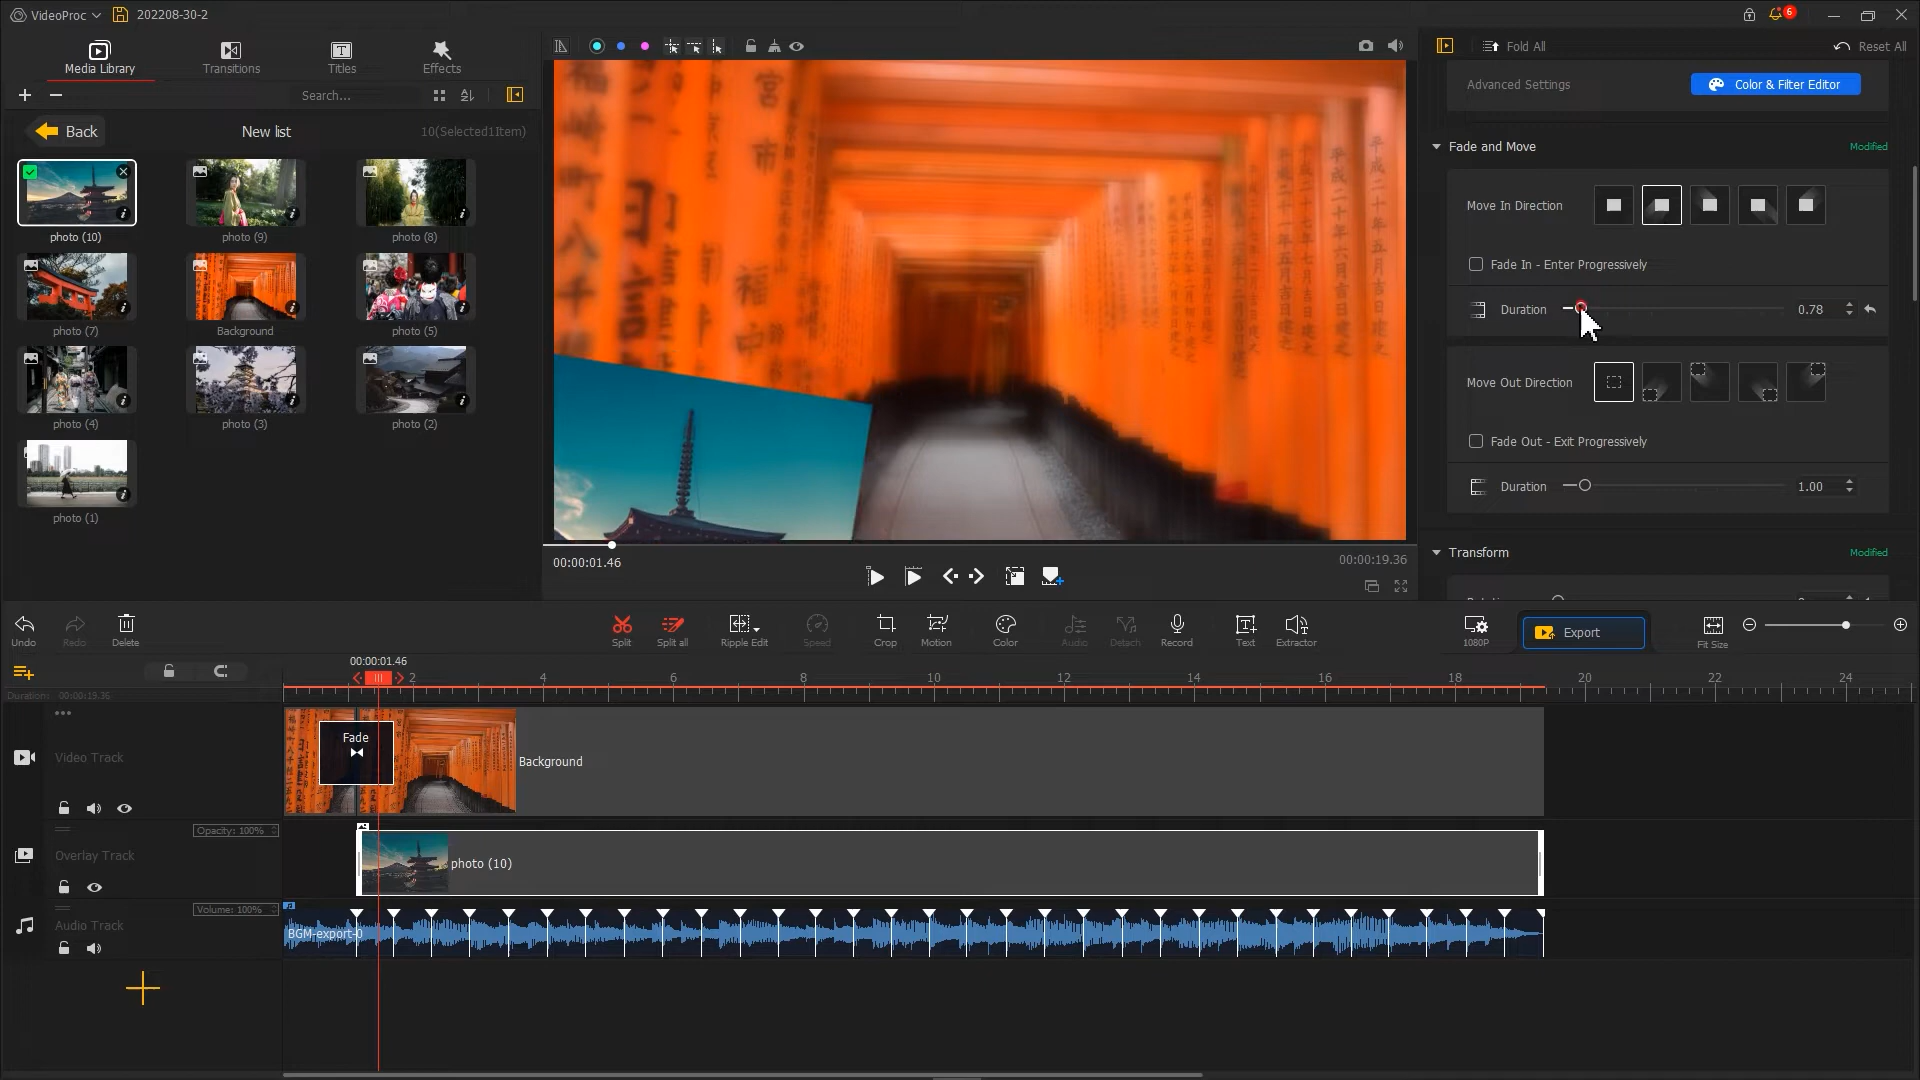 VideoProc
202208-30-2
6
Media Library
Transitions
Titles
Effects
Search...
Back
New list
10(Selected1Item)
photo (10)
photo (9)
photo (8)
photo (7)
Background
photo (5)
photo (4)
photo (3)
photo (2)
photo (1)
00:00:01.46
00:00:19.36
Fold All
Reset All
Advanced Settings
Color & Filter Editor
Fade and Move
Modified
Move In Direction
Fade In - Enter Progressively
Duration
0.78
Move Out Direction
Fade Out - Exit Progressively
Duration
1.00
Transform
Modified
Undo
Redo
Delete
Split
Split all
Ripple Edit
Speed
Crop
Motion
Color
Audio
Detach
Record
Text
Extractor
1080P
Export
Fit Size
00:00:01.46
Duration: 00:00:19.36
2
4
6
8
10
12
14
16
18
20
22
24
Video Track
Fade
Background
Opacity: 100%
Overlay Track
photo (10)
Volume: 100%
Audio Track
BGM-export-0